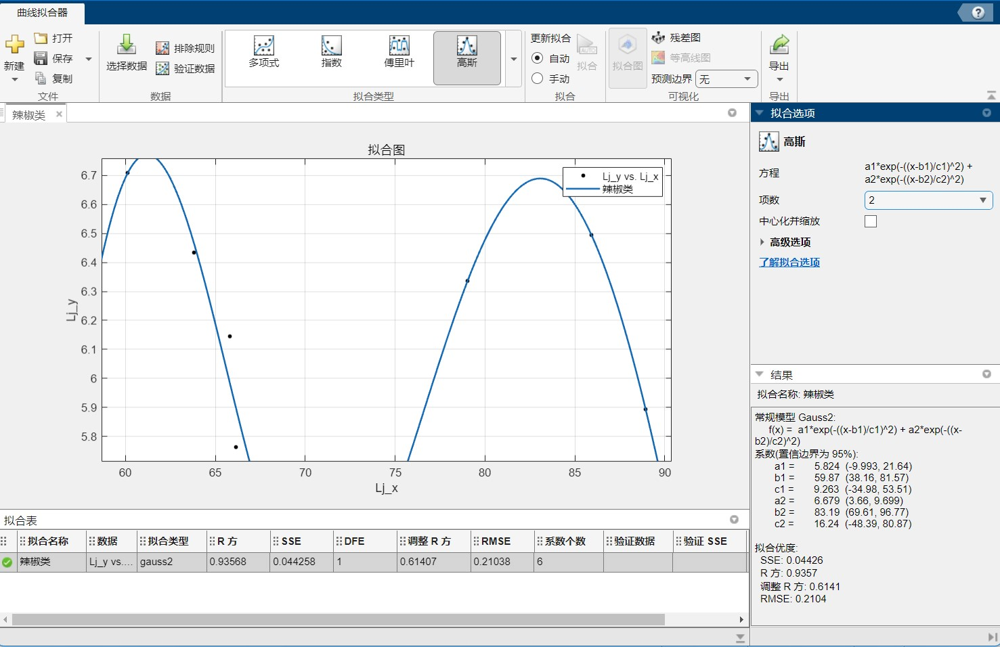 曲线拟合器
?
新建
打开
保存
复制
文件
选择数据
排除规则
验证数据
数据
多项式
指数
傅里叶
高斯
拟合类型
更新拟合
自动
手动
AUTO
拟合
拟合
拟合图
残差图
等高线图
预测边界 无
可视化
导出
导出
辣椒类 ×
拟合图
6.7
6.6
6.5
6.4
6.3
6.2
6.1
6
5.9
5.8
Lj_y
60 65 70 75 80 85 90
Lj_x
Lj_y vs. Lj_x
辣椒类
拟合选项
高斯
方程 a1*exp(-((x-b1)/c1)^2) +
a2*exp(-((x-b2)/c2)^2)
项数 2
中心化并缩放
高级选项
了解拟合选项
结果
拟合名称: 辣椒类
常规模型 Gauss2:
f(x) = a1*exp(-((x-b1)/c1)^2) + a2*exp(-((x-
b2)/c2)^2)
系数(置信边界为 95%):
a1 = 5.824 (-9.993, 21.64)
b1 = 59.87 (38.16, 81.57)
c1 = 9.263 (-34.98, 53.51)
a2 = 6.679 (3.66, 9.699)
b2 = 83.19 (69.61, 96.77)
c2 = 16.24 (-48.39, 80.87)
拟合优度:
SSE: 0.04426
R 方: 0.9357
调整 R 方: 0.6141
RMSE: 0.2104
拟合表
拟合名称 数据 拟合类型 R 方 SSE DFE 调整 R 方 RMSE 系数个数 验证数据 验证 SSE
辣椒类 Lj_y vs.... gauss2 0.93568 0.044258 1 0.61407 0.21038 6